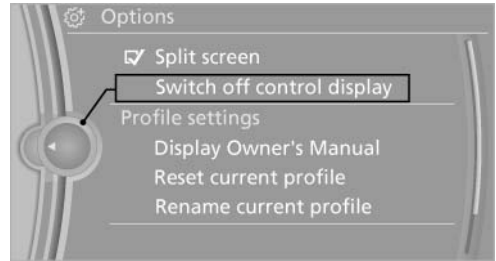 Options
Split screen
Switch off control display
Profile settings
Display Owner's Manual
Reset current profile
Rename current profile